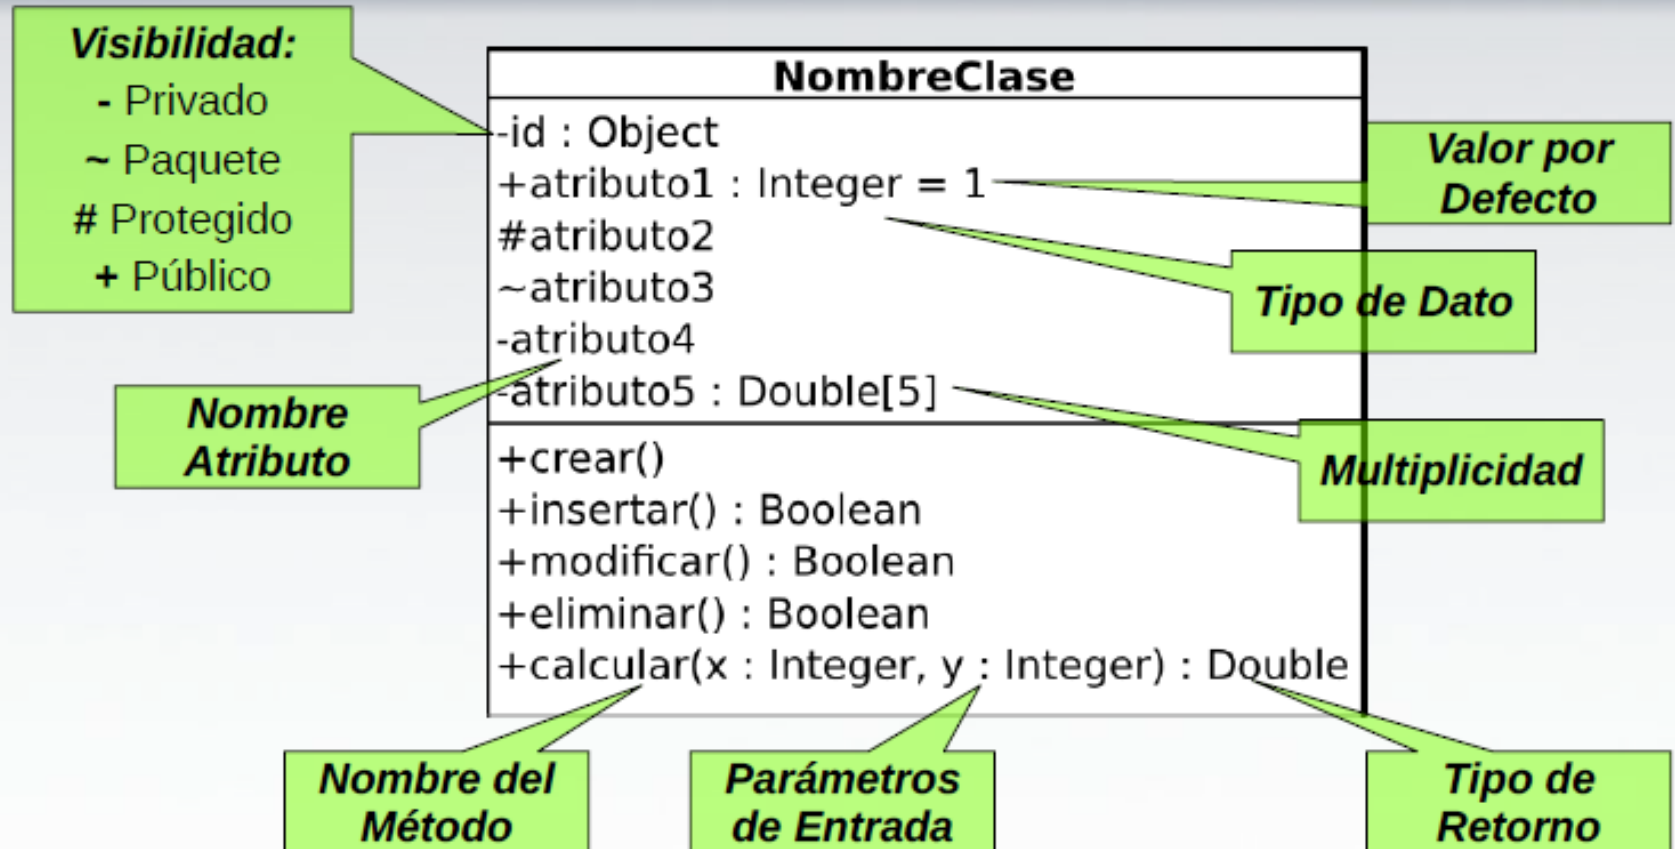 Visibilidad:
- Privado
~ Paquete
# Protegido
+ Público
NombreClase
-id : Object
+atributo1 : Integer = 1
#atributo2
~atributo3
-atributo4
-atributo5 : Double[5]
+crear()
+insertar() : Boolean
+modificar() : Boolean
+eliminar() : Boolean
+calcular(x : Integer, y : Integer) : Double
Valor por
Defecto
Tipo de Dato
Nombre
Atributo
Multiplicidad
Nombre del
Método
Parámetros
de Entrada
Tipo de
Retorno